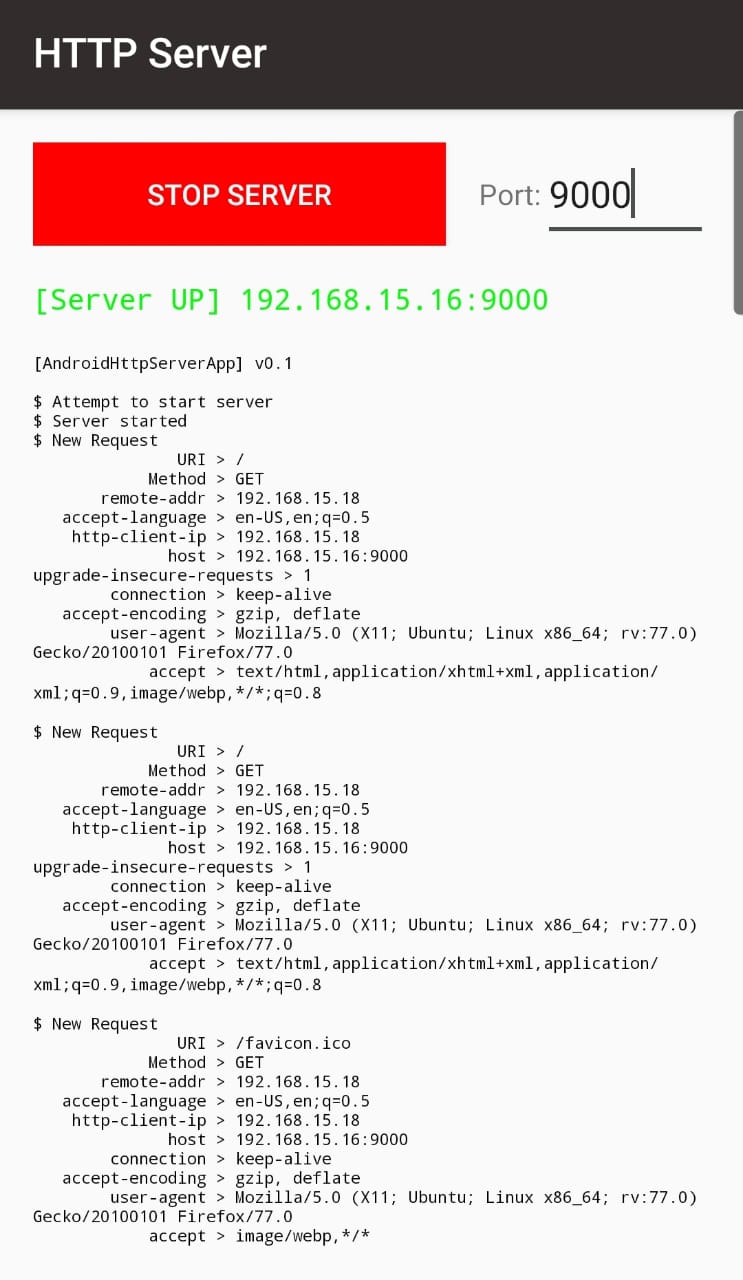 HTTP Server
STOP SERVER
Port: 9000
[Server UP] 192.168.15.16:9000
[AndroidHttpServerApp] v0.1
$ Attempt to start server
$ Server started
$ New Request
URI > /
Method > GET
remote-addr > 192.168.15.18
accept-language > en-US,en;q=0.5
http-client-ip > 192.168.15.18
host > 192.168.15.16:9000
upgrade-insecure-requests > 1
connection > keep-alive
accept-encoding > gzip, deflate
user-agent > Mozilla/5.0 (X11; Ubuntu; Linux x86_64; rv:77.0)
Gecko/20100101 Firefox/77.0
accept > text/html,application/xhtml+xml,application/
xml;q=0.9,image/webp,*/*;q=0.8
$ New Request
URI > /
Method > GET
remote-addr > 192.168.15.18
accept-language > en-US,en;q=0.5
http-client-ip > 192.168.15.18
host > 192.168.15.16:9000
upgrade-insecure-requests > 1
connection > keep-alive
accept-encoding > gzip, deflate
user-agent > Mozilla/5.0 (X11; Ubuntu; Linux x86_64; rv:77.0)
Gecko/20100101 Firefox/77.0
accept > text/html,application/xhtml+xml,application/
xml;q=0.9,image/webp,*/*;q=0.8
$ New Request
URI > /favicon.ico
Method > GET
remote-addr > 192.168.15.18
accept-language > en-US,en;q=0.5
http-client-ip > 192.168.15.18
host > 192.168.15.16:9000
connection > keep-alive
accept-encoding > gzip, deflate
user-agent > Mozilla/5.0 (X11; Ubuntu; Linux x86_64; rv:77.0)
Gecko/20100101 Firefox/77.0
accept > image/webp,*/*